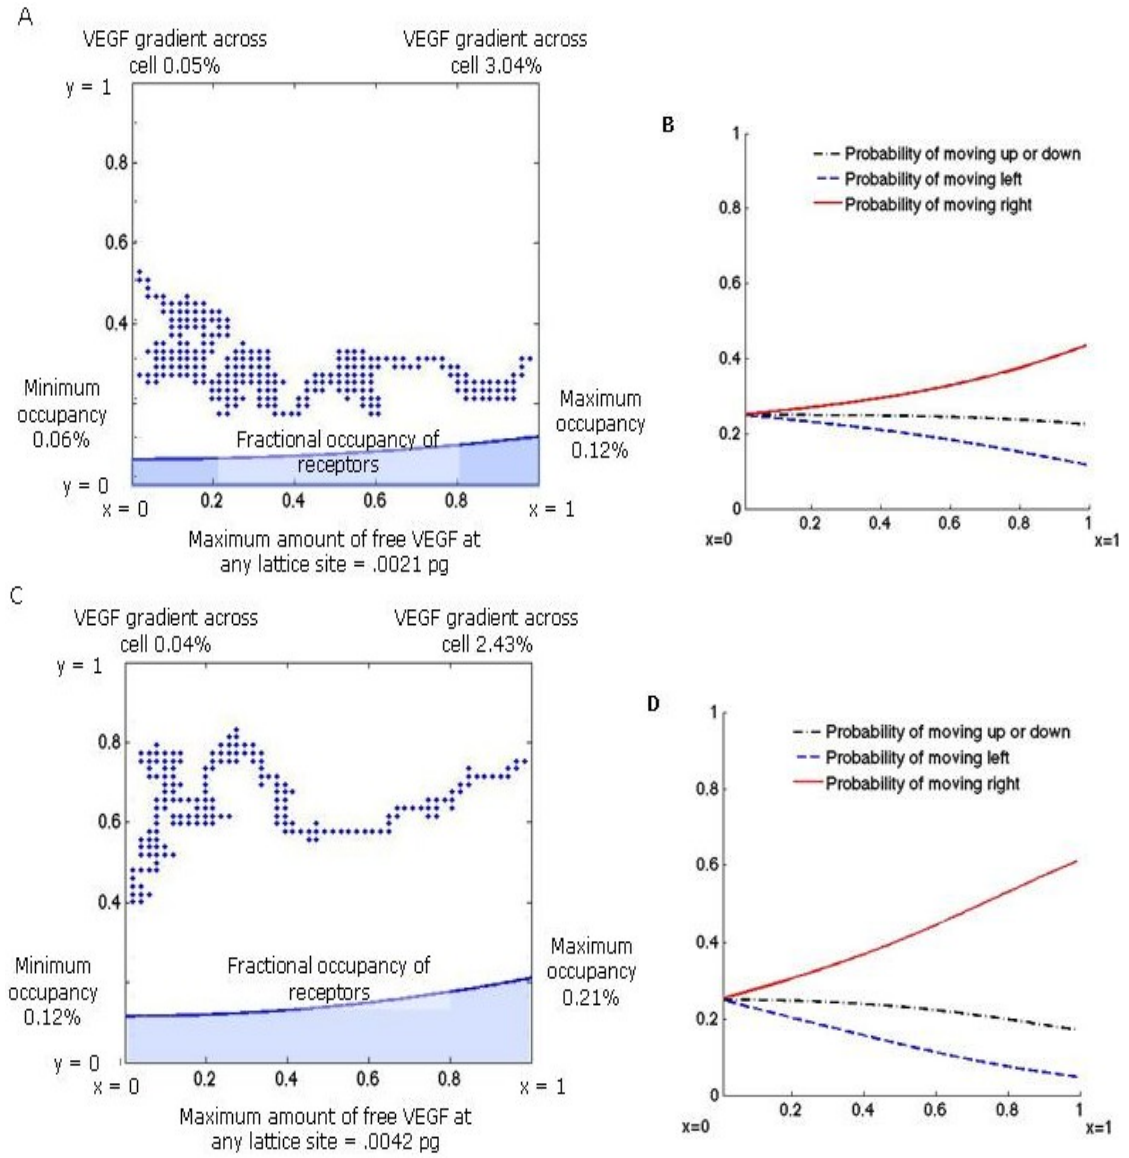 A
VEGF gradient across
cell 0.05%
VEGF gradient across
cell 3.04%
y = 1
0.8
0.6
0.4
Minimum
occupancy
0.06%
Maximum
occupancy
0.12%
Fractional occupancy of
receptors
y = 0
x = 0
0.2
0.4
0.6
0.8
x = 1
Maximum amount of free VEGF at
any lattice site = .0021 pg
B
1
0.8
0.6
0.4
0.2
0
Probability of moving up or down
Probability of moving left
Probability of moving right
x=0
0.2
0.4
0.6
0.8
1
x=1
C
VEGF gradient across
cell 0.04%
VEGF gradient across
cell 2.43%
y = 1
0.8
0.6
0.4
Minimum
occupancy
0.12%
Maximum
occupancy
0.21%
Fractional occupancy of
receptors
y = 0
x = 0
0.2
0.4
0.6
0.8
x = 1
Maximum amount of free VEGF at
any lattice site = .0042 pg
D
1
0.8
0.6
0.4
0.2
0
Probability of moving up or down
Probability of moving left
Probability of moving right
x=0
0.2
0.4
0.6
0.8
1
x=1